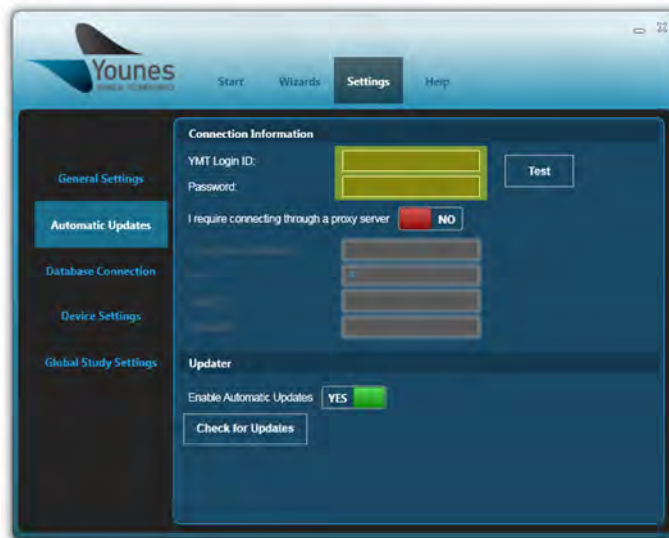 Younes
Start Wizards Settings Help
Connection Information
YMT Login ID:
Test
Password:
General Settings
I require connecting through a proxy server NO
Automatic Updates
Database Connection
Device Settings
Global Study Settings
Updater
Enable Automatic Updates YES
Check for Updates